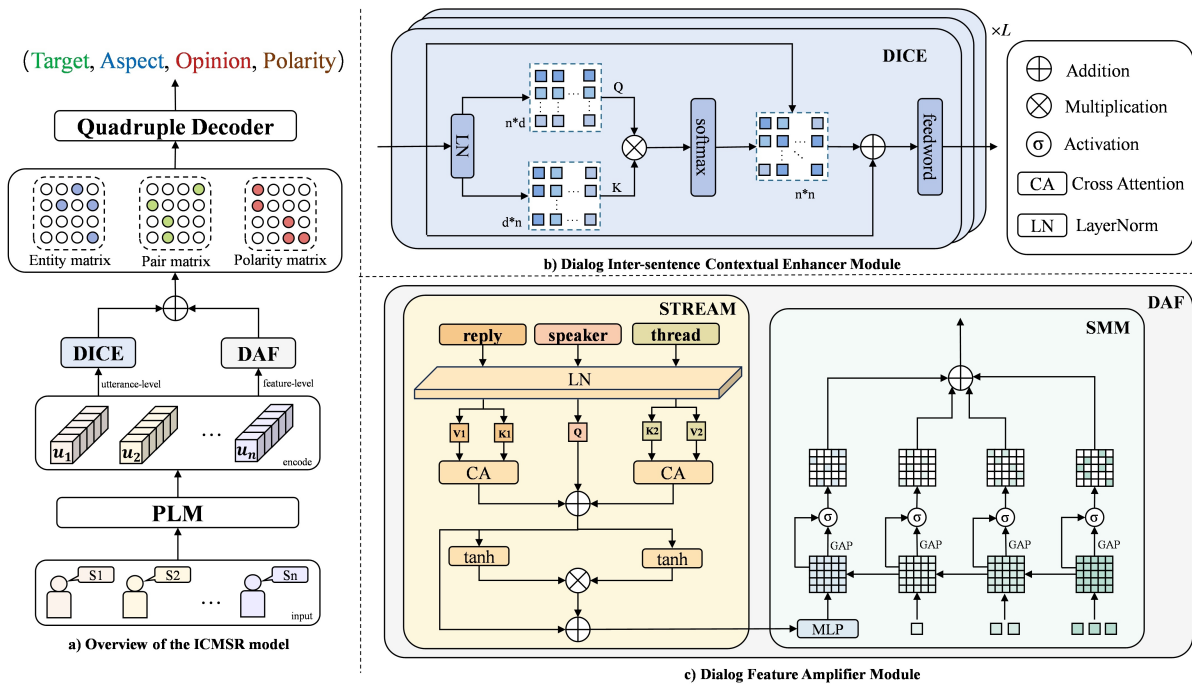 (Target, Aspect, Opinion, Polarity)
Quadruple Decoder
Entity matrix
Pair matrix
Polarity matrix
DICE
DAF
utterance-level
feature-level
u1
u2
...
un
encode
PLM
S1
S2
Sn
...
input
a) Overview of the ICMSR model
×L
DICE
LN
n*d
d*n
Q
K
softmax
n*n
feedword
b) Dialog Inter-sentence Contextual Enhancer Module
Addition
Multiplication
σ Activation
CA Cross Attention
LN LayerNorm
DAF
STREAM
reply
speaker
thread
LN
V1
K1
Q
K2
V2
CA
CA
tanh
tanh
SMM
σ
σ
σ
σ
GAP
GAP
GAP
GAP
MLP
c) Dialog Feature Amplifier Module